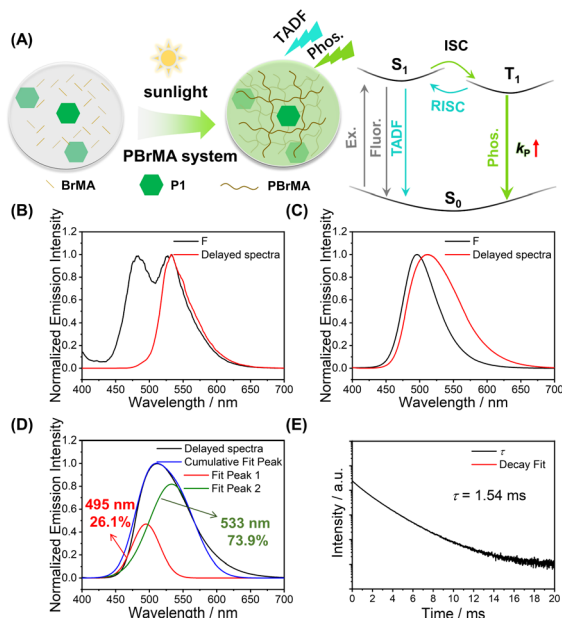 (A)
TADF
Phos.
sunlight
PBrMA system
BrMA
P1
PBrMA
S1
ISC
T1
RISC
Ex.
Fluor.
TADF
Phos.
kP
S0
(B)
F
Delayed spectra
Normalized Emission Intensity
1.2
1.0
0.8
0.6
0.4
0.2
0.0
400 450 500 550 600 650 700
Wavelength / nm
(C)
F
Delayed spectra
Normalized Emission Intensity
1.2
1.0
0.8
0.6
0.4
0.2
0.0
400 450 500 550 600 650 700
Wavelength / nm
(D)
Delayed spectra
Cumulative Fit Peak
Fit Peak 1
Fit Peak 2
495 nm
26.1%
533 nm
73.9%
Normalized Emission Intensity
1.2
1.0
0.8
0.6
0.4
0.2
0.0
400 450 500 550 600 650 700
Wavelength / nm
(E)
τ
Decay Fit
τ = 1.54 ms
Intensity / a.u.
0 2 4 6 8 10 12 14 16 18 20
Time / ms